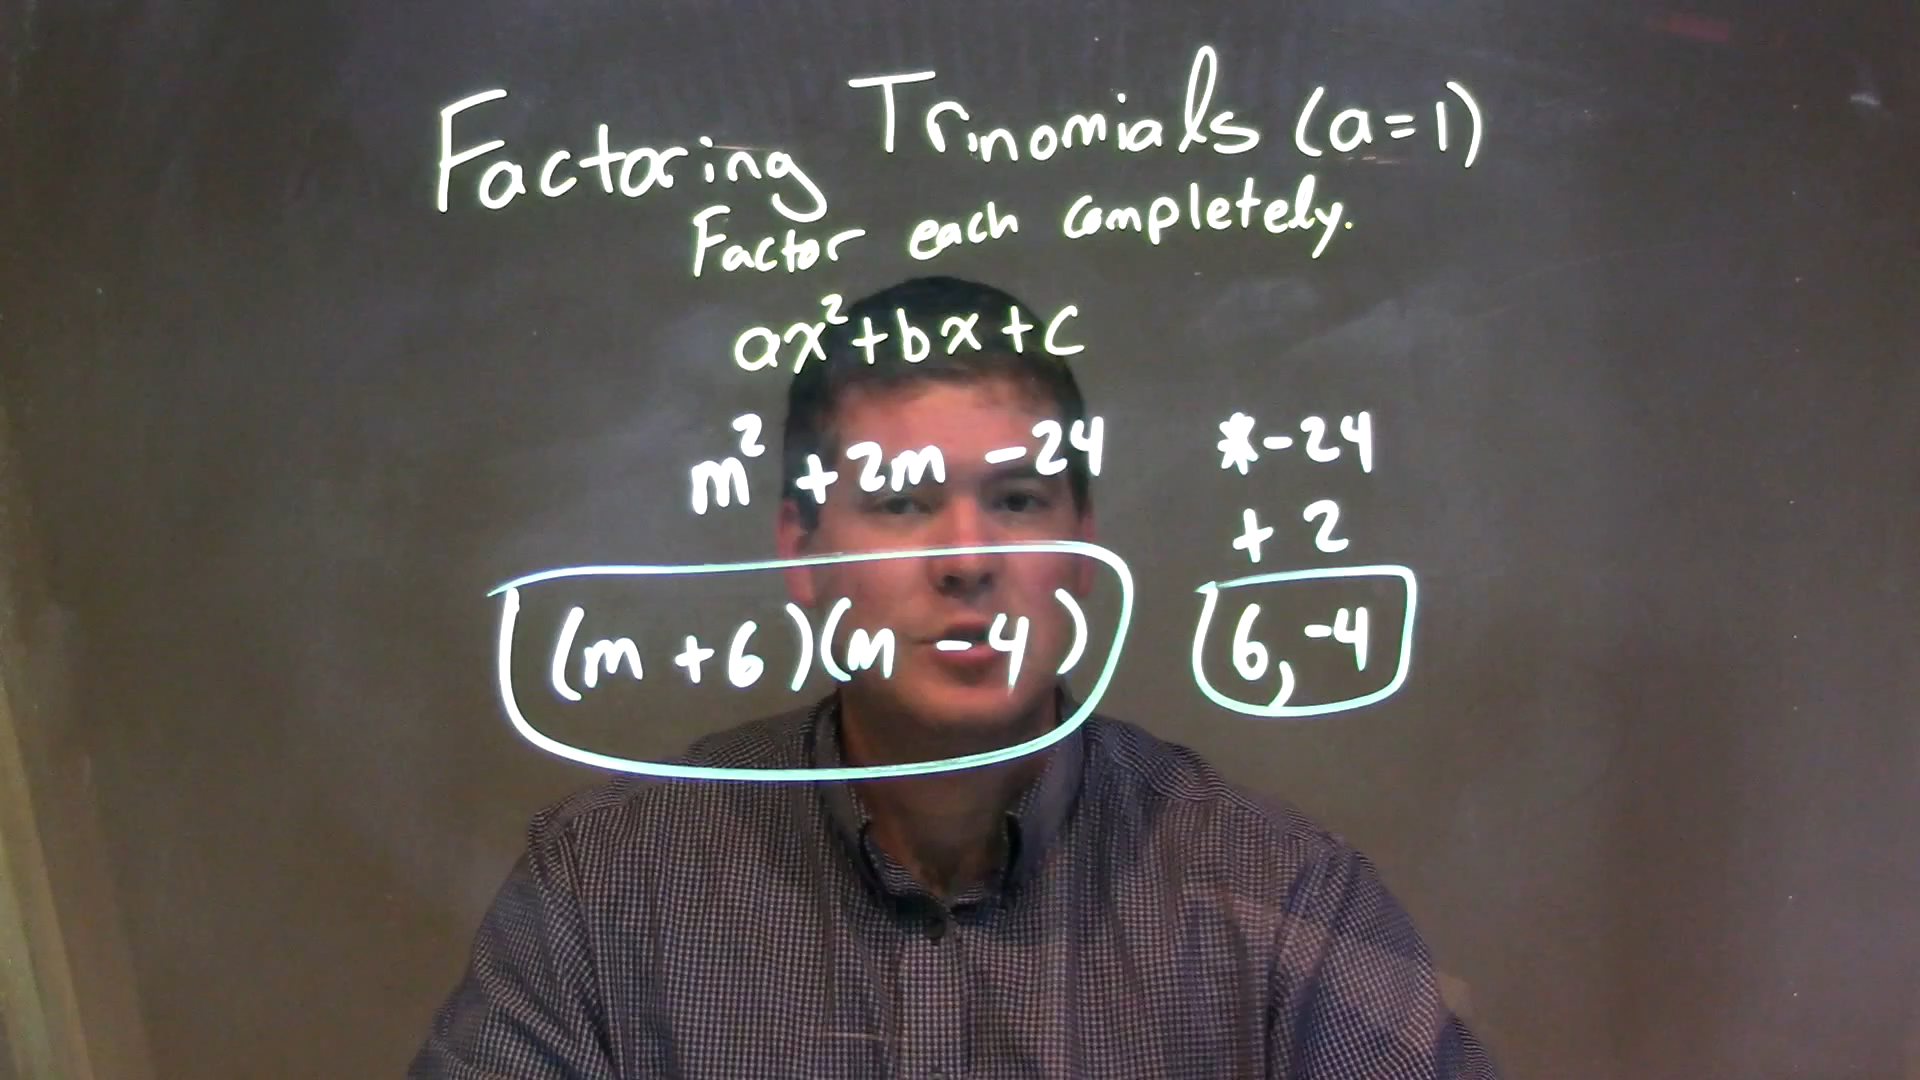 Factoring Trinomials (a=1)
Factor each completely.
ax²+bx+c
m²+2m-24 *-24
+ 2
(m+6)(m-4) 6,-4